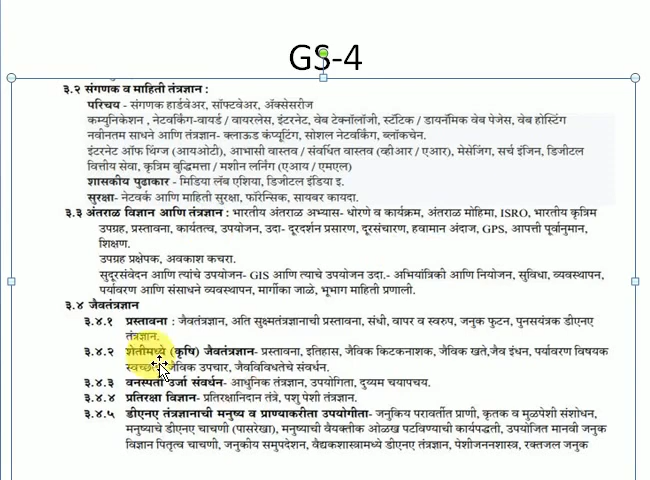 GS-4
३.२ संगणक व माहिती तंत्रज्ञान :
परिचय - संगणक हार्डवेअर, सॉफ्टवेअर, ॲक्सेसरीज
कम्युनिकेशन , नेटवर्किंग-वायर्ड / वायरलेस, इंटरनेट, वेब टेक्नॉलॉजी, स्टॅटिक / डायनॅमिक वेब पेजेस, वेब होस्टिंग
नवीनतम साधने आणि तंत्रज्ञान- क्लाऊड कंप्यूटिंग, सोशल नेटवर्किंग, ब्लॉकचेन.
इंटरनेट ऑफ थिंग्ज (आयओटी), आभासी वास्तव / संवर्धित वास्तव (व्हीआर / एआर), मेसेजिंग, सर्च इंजिन, डिजीटल
वित्तीय सेवा, कृत्रिम बुद्धिमत्ता / मशीन लर्निंग (एआय / एमएल)
शासकीय पुढाकार - मिडिया लॅब एशिया, डिजीटल इंडिया इ.
सुरक्षा- नेटवर्क आणि माहिती सुरक्षा, फॉरेन्सिक, सायबर कायदा.
३.३ अंतराळ विज्ञान आणि तंत्रज्ञान : भारतीय अंतराळ अभ्यास- धोरणे व कार्यक्रम, अंतराळ मोहिमा, ISRO, भारतीय कृत्रिम
उपग्रह, प्रस्तावना, कार्यतत्व, उपयोजन, उदा- दूरदर्शन प्रसारण, दूरसंचारण, हवामान अंदाज, GPS, आपत्ती पूर्वानुमान,
शिक्षण.
उपग्रह प्रक्षेपक, अवकाश कचरा.
सुदूरसंवेदन आणि त्यांचे उपयोजन- GIS आणि त्याचे उपयोजन उदा.- अभियांत्रिकी आणि नियोजन, सुविधा, व्यवस्थापन,
पर्यावरण आणि संसाधने व्यवस्थापन, मार्गीका जाळे, भूभाग माहिती प्रणाली.
३.४ जैवतंत्रज्ञान
३.४.१ प्रस्तावना : जैवतंत्रज्ञान, अति सुक्ष्मतंत्रज्ञानाची प्रस्तावना, संधी, वापर व स्वरुप, जनुक फूटन, पुनसयत्रंक डीएनए
तंत्रज्ञान.
३.४.२ शेतीमध्ये (कृषि) जैवतंत्रज्ञान- प्रस्तावना, इतिहास, जैविक किटकनाशक, जैविक खते,जैव इंधन, पर्यावरण विषयक
जैविक उपचार, जैवविविधतेचे संवर्धन.
३.४.३ वनस्पती उर्जा संवर्धन- आधुनिक तंत्रज्ञान, उपयोगिता, दुय्यम चयापचय.
३.४.४ प्रतिरक्षा विज्ञान- प्रतिरक्षानिदान तंत्रे, पशु पेशी तंत्रज्ञान.
३.४.५ डीएनए तंत्रज्ञानाची मनुष्य व प्राण्याकरीता उपयोगीता- जनुकिय परावर्तीत प्राणी, कृतक व मुळपेशी संशोधन,
मनुष्याचे डीएनए चाचणी (पासरेखा), मनुष्याची वैयक्तीक ओळख पटविण्याची कार्यपद्धती, उपयोजित मानवी जनुक
विज्ञान पितृत्व चाचणी, जनुकीय समुपदेशन, वैद्यकशास्त्रामध्ये डीएनए तंत्रज्ञान, पेशीजननशास्त्र, रक्तजल जनुक